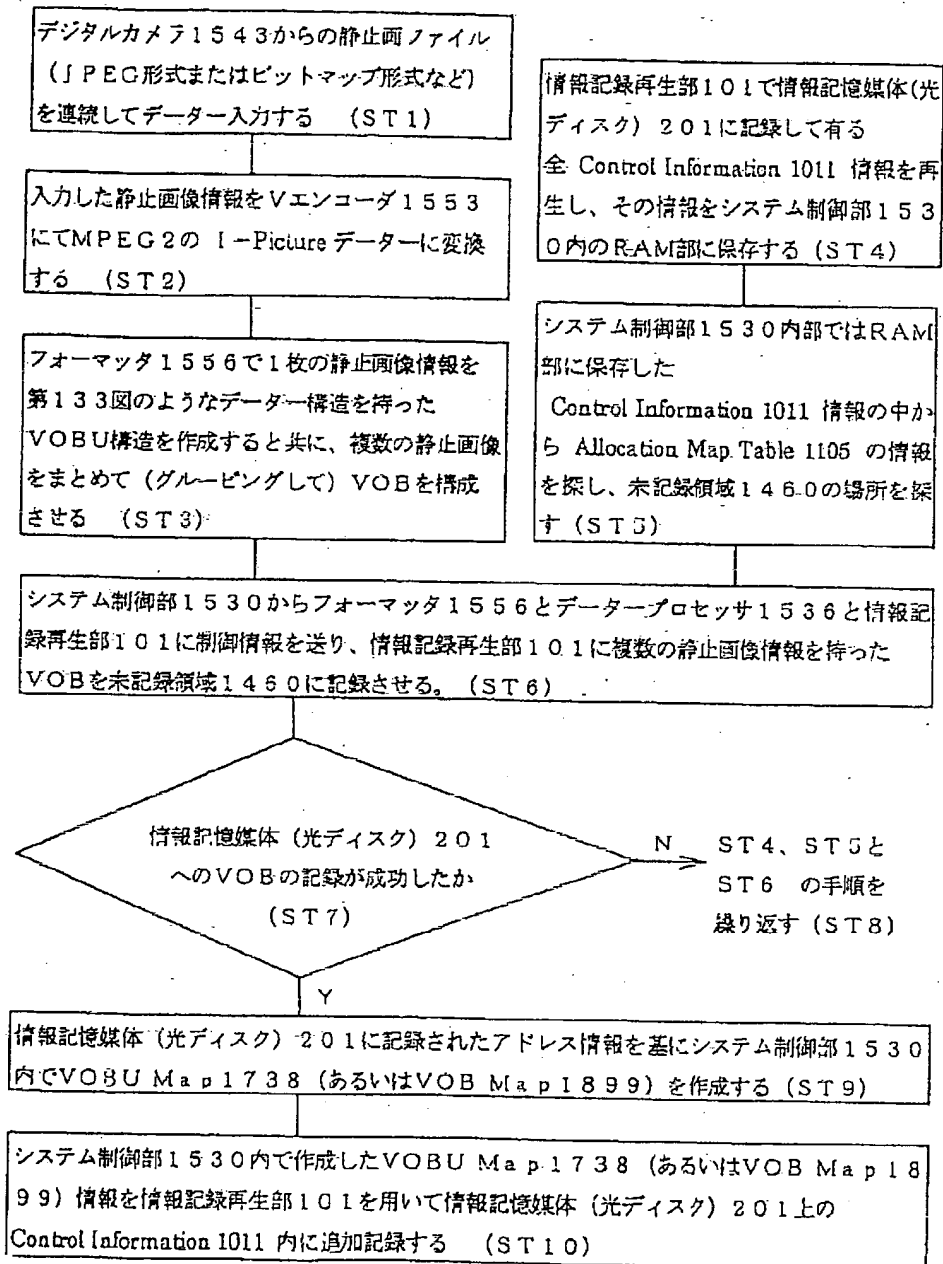 デジタルカメラ1543からの静止画ファイル
(JPEG形式またはビットマップ形式など)
を連続してデーター入力する (ST1)
入力した静止画像情報をVエンコーダ1553
にてMPEG2の I-Picture データーに変換
する (ST2)
フォーマッタ1556で1枚の静止画像情報を
第133図のようなデーター構造を持った
VOBU構造を作成すると共に、複数の静止画像
をまとめて(グルーピングして)VOBを構成
させる (ST3)
情報記録再生部101で情報記憶媒体(光
ディスク)201に記録して有る
全 Control Information 1011 情報を再
生し、その情報をシステム制御部153
0内のRAM部に保存する(ST4)
システム制御部1530内部ではRAM
部に保存した
Control Information 1011 情報の中か
ら Allocation Map Table 1105 の情報
を探し、未記録領域1460の場所を探
す(ST5)
システム制御部1530からフォーマッタ1556とデータープロセッサ1536と情報記
録再生部101に制御情報を送り、情報記録再生部101に複数の静止画像情報を持った
VOBを未記録領域1460に記録させる。(ST6)
情報記憶媒体(光ディスク)201
へのVOBの記録が成功したか
(ST7)
N
ST4、ST5と
ST6 の手順を
繰り返す(ST8)
Y
情報記憶媒体(光ディスク)201に記録されたアドレス情報を基にシステム制御部1530
内でVOBU Map1738(あるいはVOB Map1899)を作成する(ST9)
システム制御部1530内で作成したVOBU Map1738(あるいはVOB Map18
99)情報を情報記録再生部101を用いて情報記憶媒体(光ディスク)201上の
Control Information 1011 内に追加記録する (ST10)